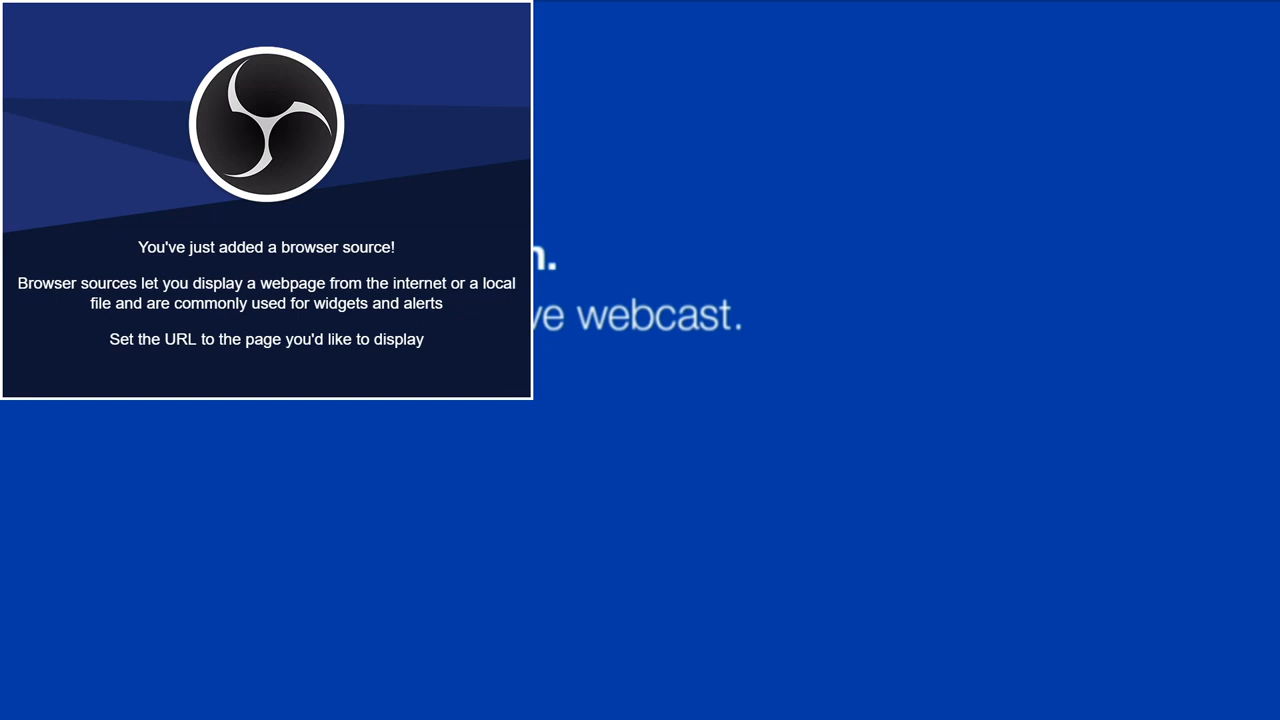 You've just added a browser source!
Browser sources let you display a webpage from the internet or a local
file and are commonly used for widgets and alerts
Set the URL to the page you'd like to display
webcast.